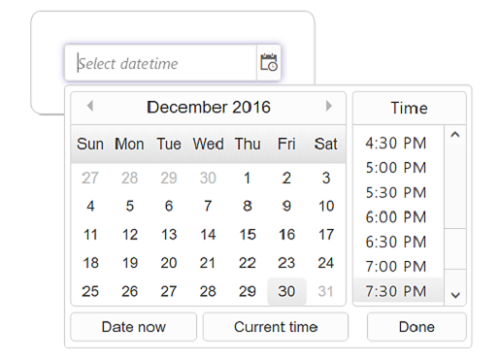 Select datetime
December 2016
Time
Sun Mon Tue Wed Thu Fri Sat
27 28 29 30 1 2 3
4 5 6 7 8 9 10
11 12 13 14 15 16 17
18 19 20 21 22 23 24
25 26 27 28 29 30 31
4:30 PM
5:00 PM
5:30 PM
6:00 PM
6:30 PM
7:00 PM
7:30 PM
Date now
Current time
Done